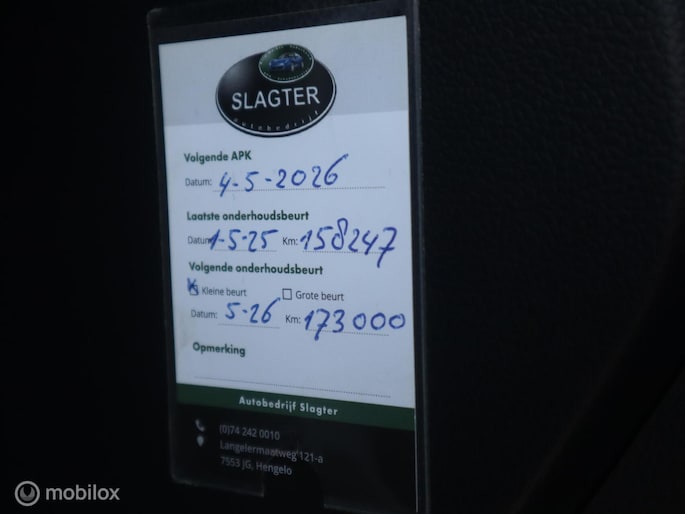 SLAGTER
autobedrijf
Volgende APK
Datum: 4-5-2026
Laatste onderhoudsbeurt
Datum 1-5-25 Km: 158247
Volgende onderhoudsbeurt
Kleine beurt Grote beurt
Datum: 5-26 Km: 173000
Opmerking
Autobedrijf Slagter
(0)74 242 0010
Langelermaatweg 121-a
7553 JG, Hengelo
mobilox